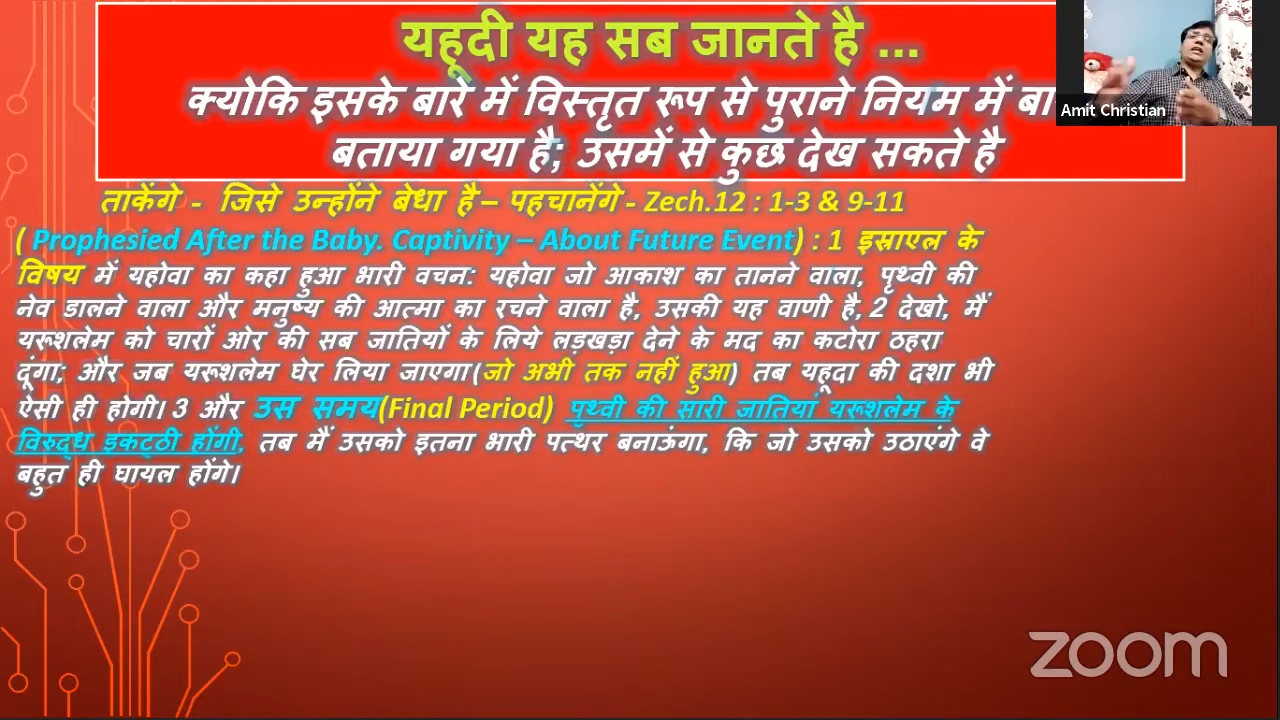 यहूदी यह सब जानते है ...
क्योकि इसके बारे में विस्तृत रूप से पुराने नियम में
बताया गया है; उसमें से कुछ देख सकते है
Amit Christian
ताकेंगे - जिसे उन्होंने बेधा है – पहचानेंगे - Zech.12 : 1-3 & 9-11
( Prophesied After the Baby. Captivity – About Future Event) : 1 इस्राएल के
विषय में यहोवा का कहा हुआ भारी वचन: यहोवा जो आकाश का तानने वाला, पृथ्वी की
नेव डालने वाला और मनुष्य की आत्मा का रचने वाला है, उसकी यह वाणी है, 2 देखो, मैं
यरूशलेम को चारों ओर की सब जातियों के लिये लड़खड़ा देने के मद का कटोरा ठहरा
दूंगा; और जब यरूशलेम घेर लिया जाएगा (जो अभी तक नहीं हुआ) तब यहूदा की दशा भी
ऐसी ही होगी। 3 और उस समय(Final Period) पृथ्वी की सारी जातियां यरूशलेम के
विरुद्ध इकट्ठी होंगी, तब मैं उसको इतना भारी पत्थर बनाऊंगा, कि जो उसको उठाएंगे वे
बहुत ही घायल होंगे।
zoom